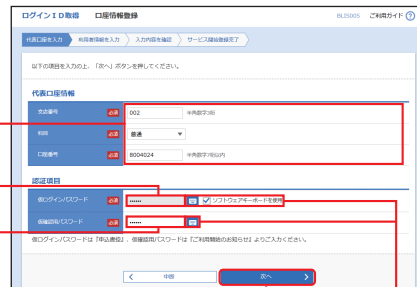 ログインID取得 口座情報登録
BLIS005 ご利用ガイド ?
代表口座を入力 利用者情報を入力 入力内容を確認 サービス開始登録完了
以下の項目を入力の上、「次へ」ボタンを押してください。
代表口座情報
支店番号 必須 002 半角数字3桁
科目 必須 普通
口座番号 必須 8004024 半角数字7桁以内
認証項目
仮ログインパスワード 必須 •••••• ソフトウェアキーボードを使用
仮確認用パスワード 必須 ••••••
仮ログインパスワードは「申込書控」、仮確認用パスワードは「ご利用開始のお知らせ」よりご入力ください。
中断 次へ